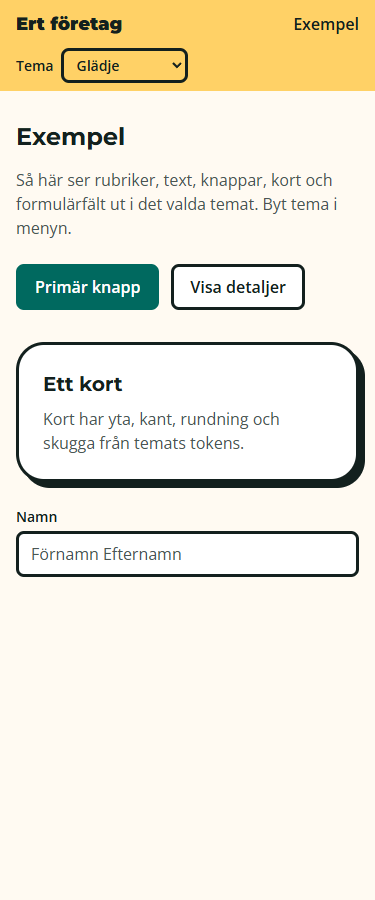 Ert företag
Exempel
Tema
Glädje
Exempel
Så här ser rubriker, text, knappar, kort och
formulärfält ut i det valda temat. Byt tema i
menyn.
Primär knapp
Visa detaljer
Ett kort
Kort har yta, kant, rundning och
skugga från temats tokens.
Namn
Förnamn Efternamn